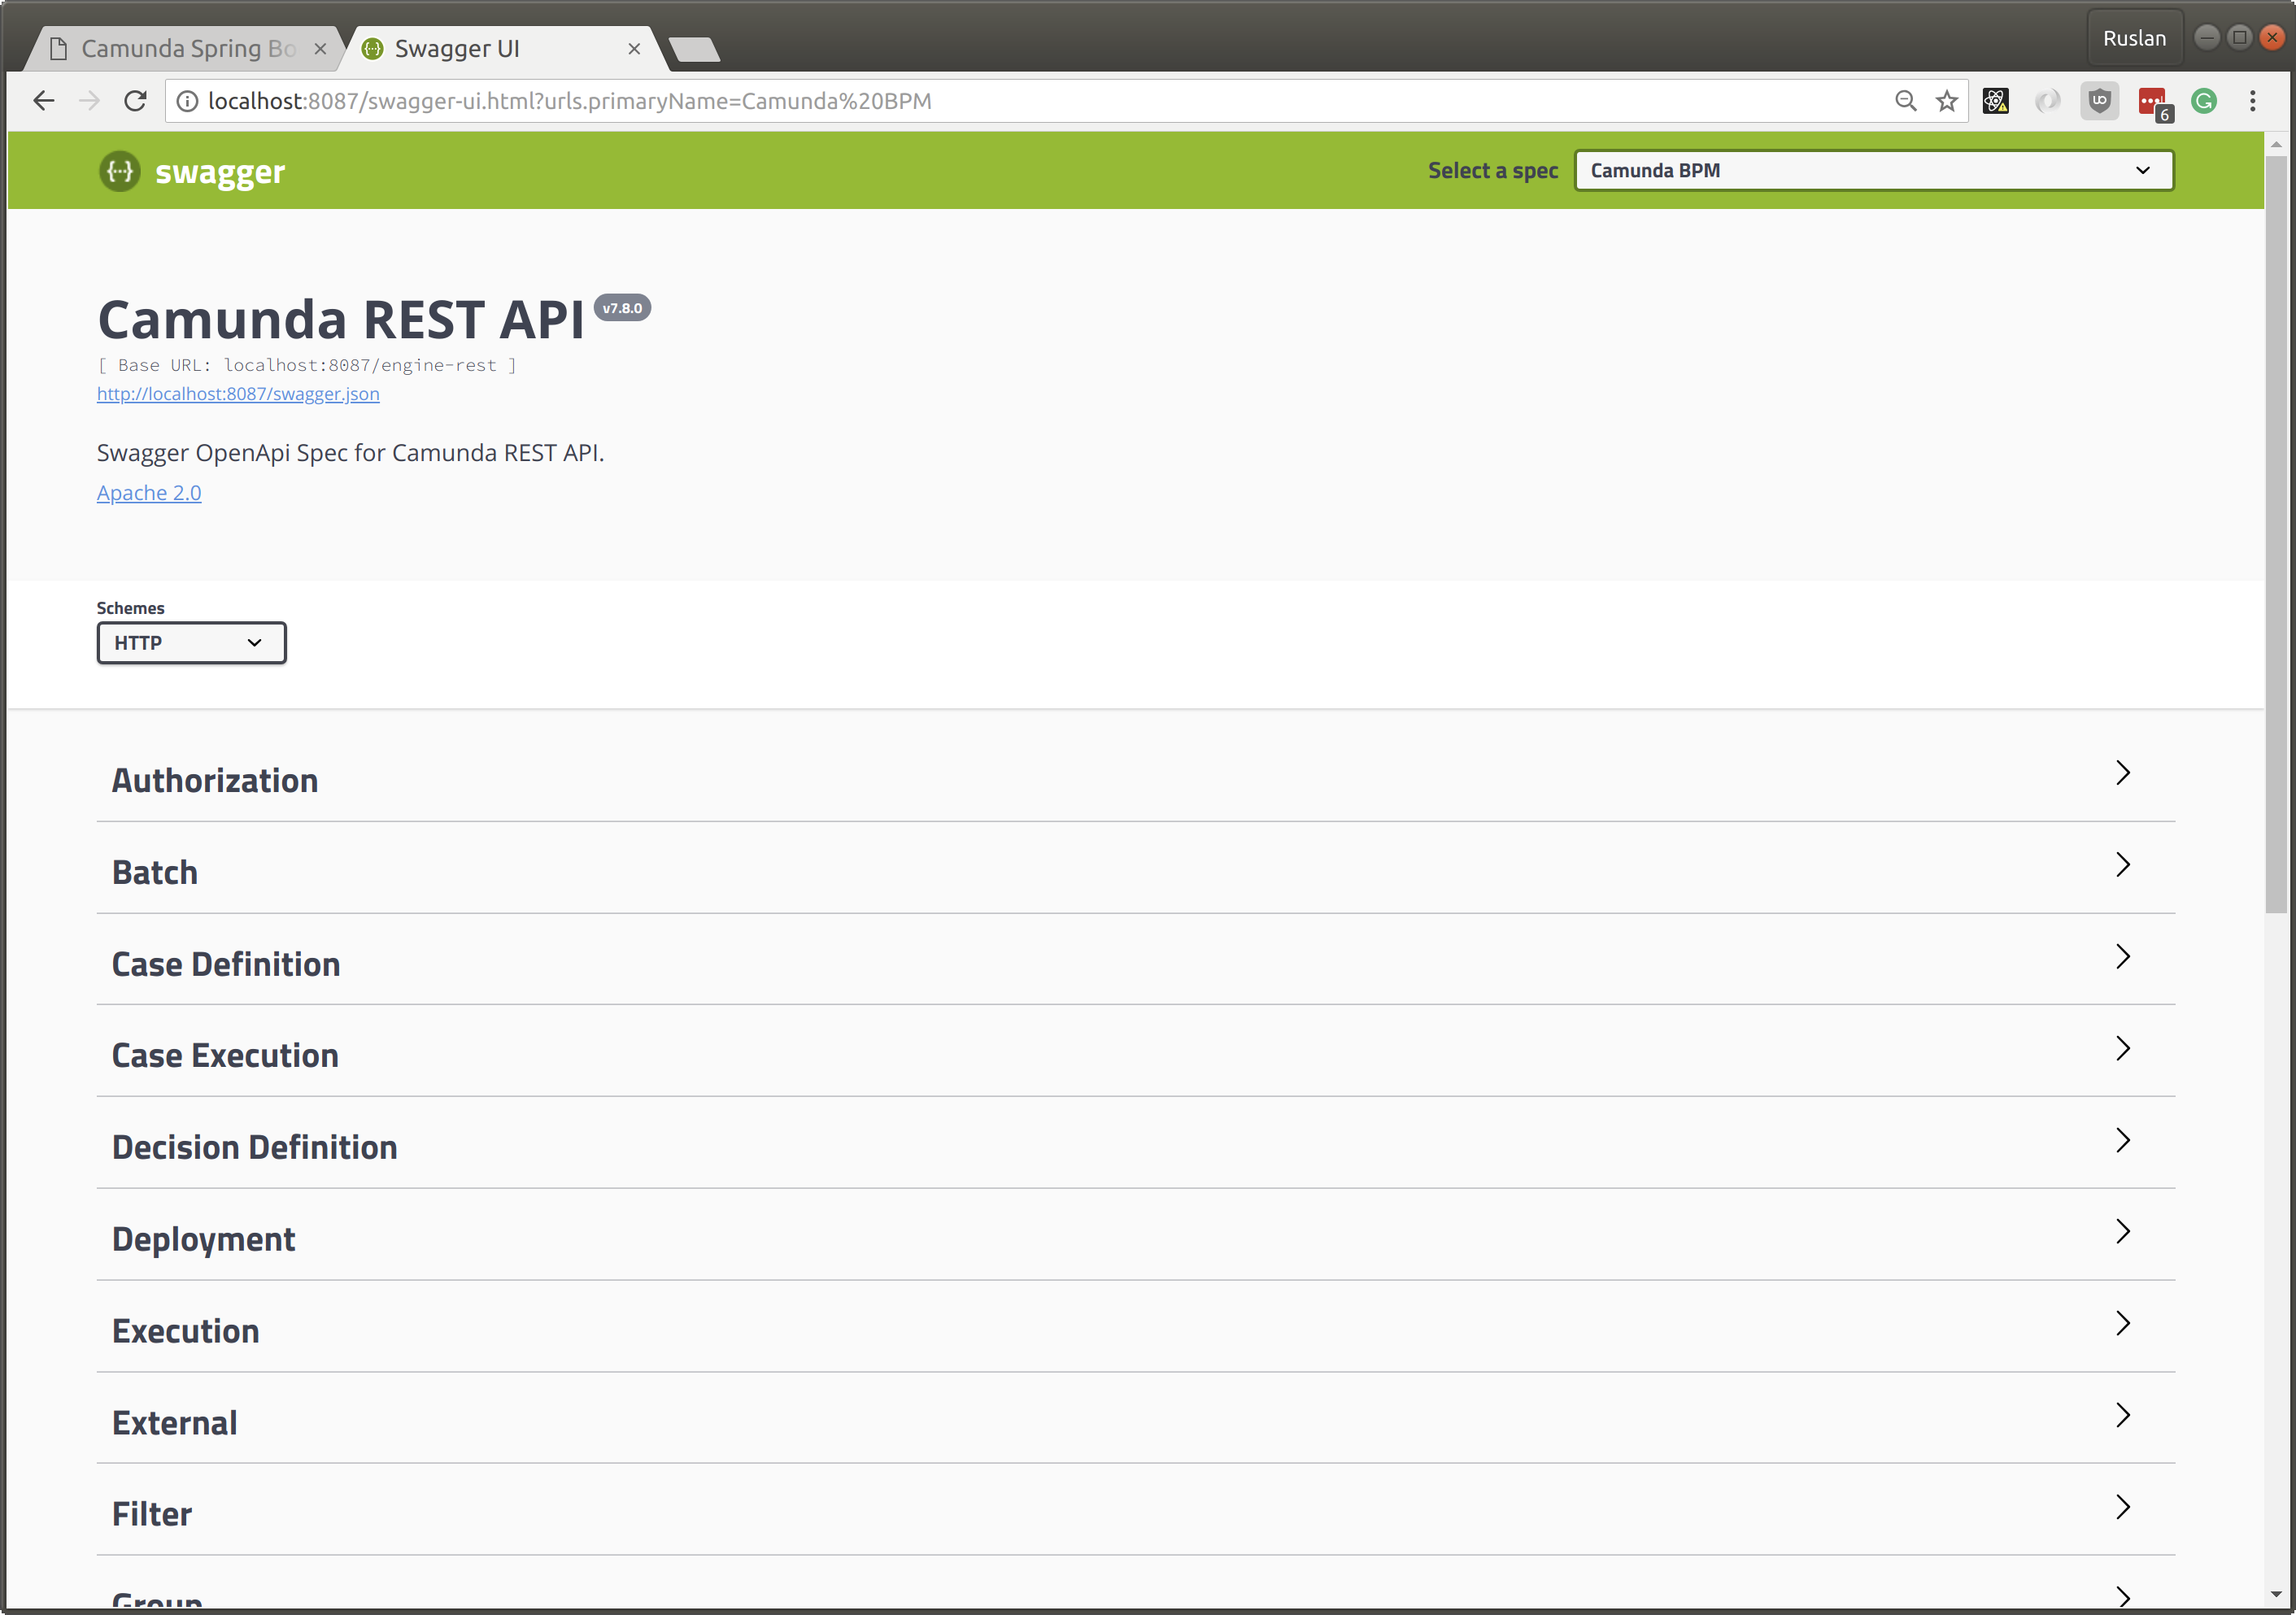 Camunda Spring Bo
Swagger UI
Ruslan
localhost:8087/swagger-ui.html?urls.primaryName=Camunda%20BPM
6
swagger
Select a spec
Camunda BPM
Camunda REST API v7.8.0
[ Base URL: localhost:8087/engine-rest ]
http://localhost:8087/swagger.json
Swagger OpenApi Spec for Camunda REST API.
Apache 2.0
Schemes
HTTP
Authorization
Batch
Case Definition
Case Execution
Decision Definition
Deployment
Execution
External
Filter
Group